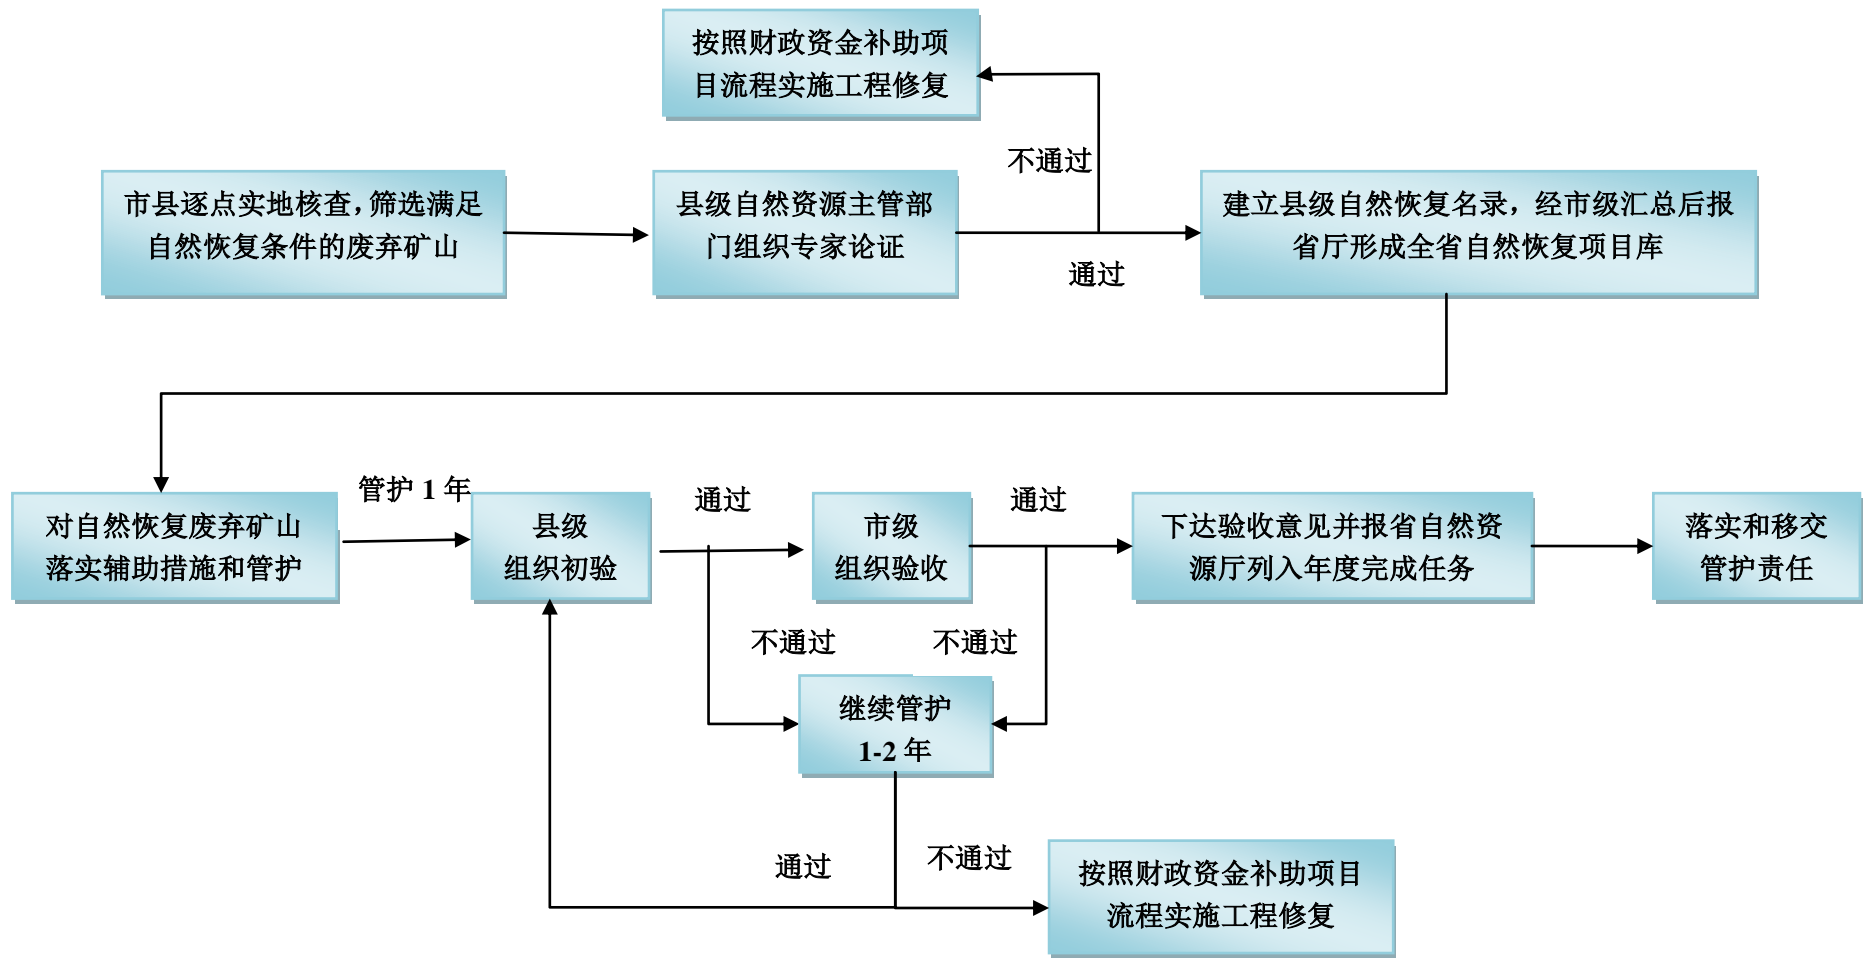 按照财政资金补助项
目流程实施工程修复
不通过
市县逐点实地核查，筛选满足
自然恢复条件的废弃矿山
县级自然资源主管部
门组织专家论证
通过
建立县级自然恢复名录，经市级汇总后报
省厅形成全省自然恢复项目库
对自然恢复废弃矿山
落实辅助措施和管护
管护 1 年
县级
组织初验
通过
市级
组织验收
通过
下达验收意见并报省自然资
源厅列入年度完成任务
落实和移交
管护责任
不通过
不通过
继续管护
1-2 年
通过
不通过
按照财政资金补助项目
流程实施工程修复